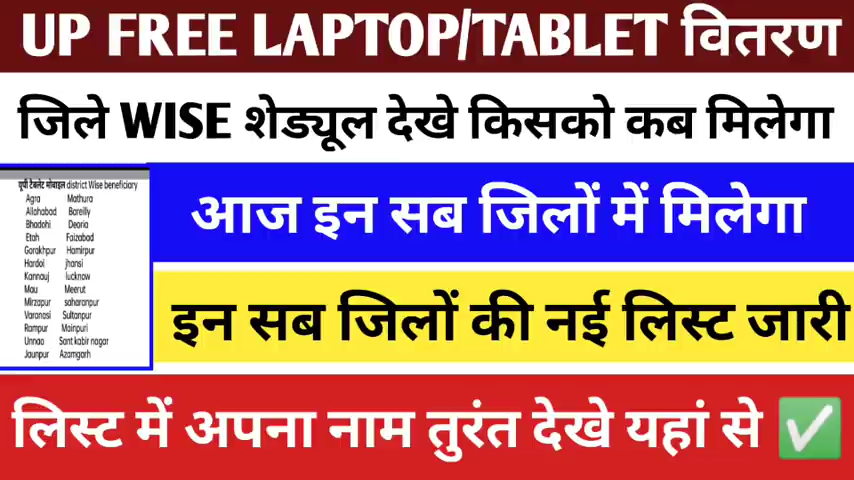 UP FREE LAPTOP/TABLET वितरण
जिले WISE शेड्यूल देखे किसको कब मिलेगा
यूपी टैबलेट मोबाइल district Wise beneficiary
Agra Mathura
Allahabad Bareilly
Bhadohi Deoria
Etah Faizabad
Gorakhpur Hamirpur
Hardoi jhansi
Kannauj lucknow
Mau Meerut
Mirzapur saharanpur
Varanasi Sultanpur
Rampur Mainpuri
Unnao Sant kabir nagar
Jaunpur Azamgarh
आज इन सब जिलों में मिलेगा
इन सब जिलों की नई लिस्ट जारी
लिस्ट में अपना नाम तुरंत देखे यहां से ✅